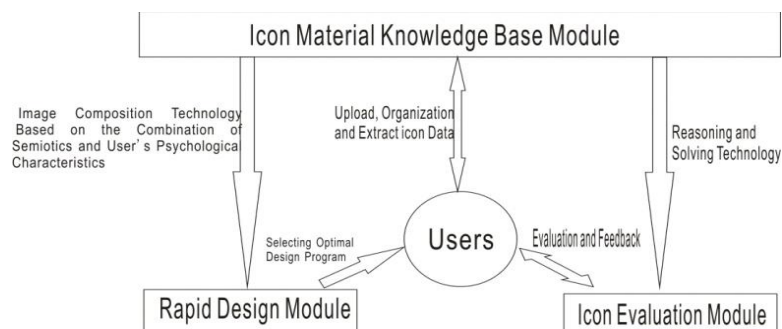 Icon Material Knowledge Base Module
Image Composition Technology
Based on the Combination of
Semiotics and User's Psychological
Characteristics
Upload, Organization
and Extract icon Data
Reasoning and
Solving Technology
Selecting Optimal
Design Program
Users
Evaluation and Feedback
Rapid Design Module
Icon Evaluation Module